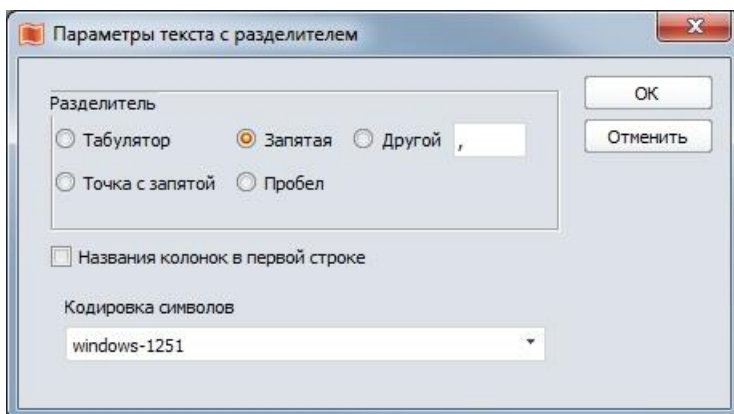 Параметры текста с разделителем
Разделитель
Табулятор Запятая Другой ,
Точка с запятой Пробел
OK
Отменить
Названия колонок в первой строке
Кодировка символов
windows-1251